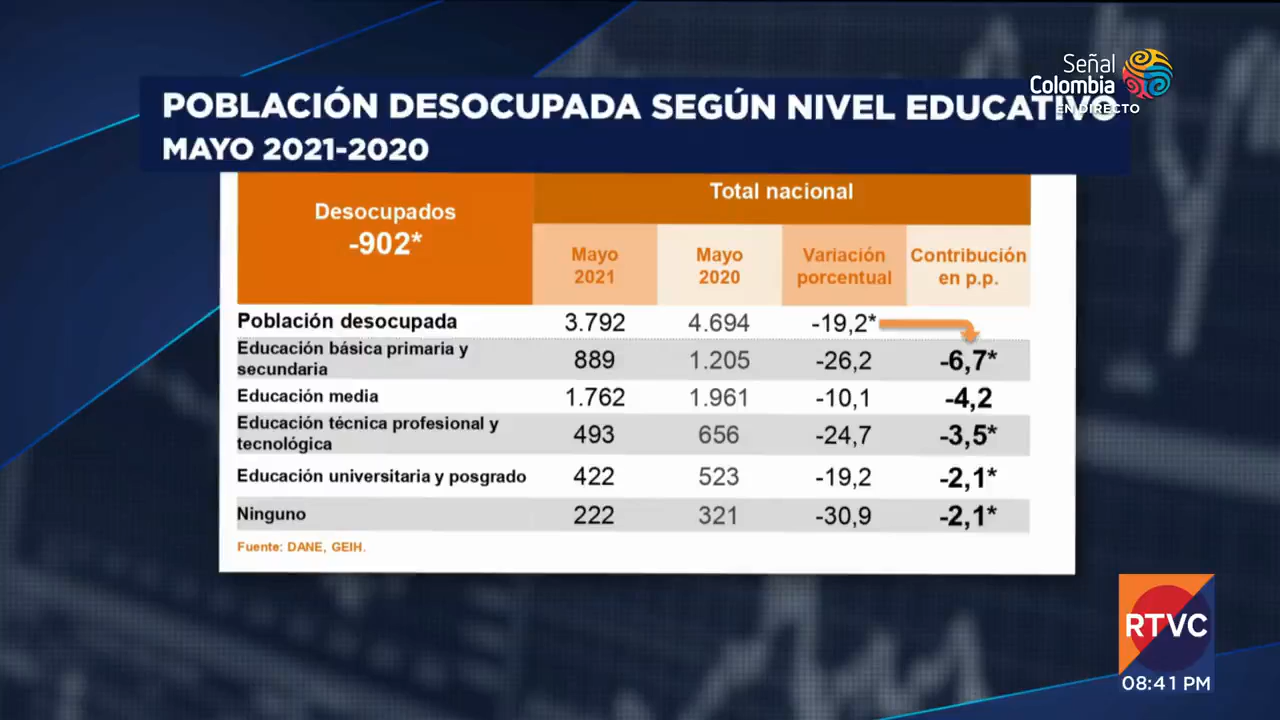 Señal
Colombia
EN DIRECTO
POBLACIÓN DESOCUPADA SEGÚN NIVEL EDUCATIVO
MAYO 2021-2020
Desocupados
-902*
Total nacional
Mayo 2021
Mayo 2020
Variación porcentual
Contribución en p.p.
Población desocupada 3.792 4.694 -19,2*
Educación básica primaria y secundaria 889 1.205 -26,2 -6,7*
Educación media 1.762 1.961 -10,1 -4,2
Educación técnica profesional y tecnológica 493 656 -24,7 -3,5*
Educación universitaria y posgrado 422 523 -19,2 -2,1*
Ninguno 222 321 -30,9 -2,1*
Fuente: DANE, GEIH.
RTVC
08:41 PM